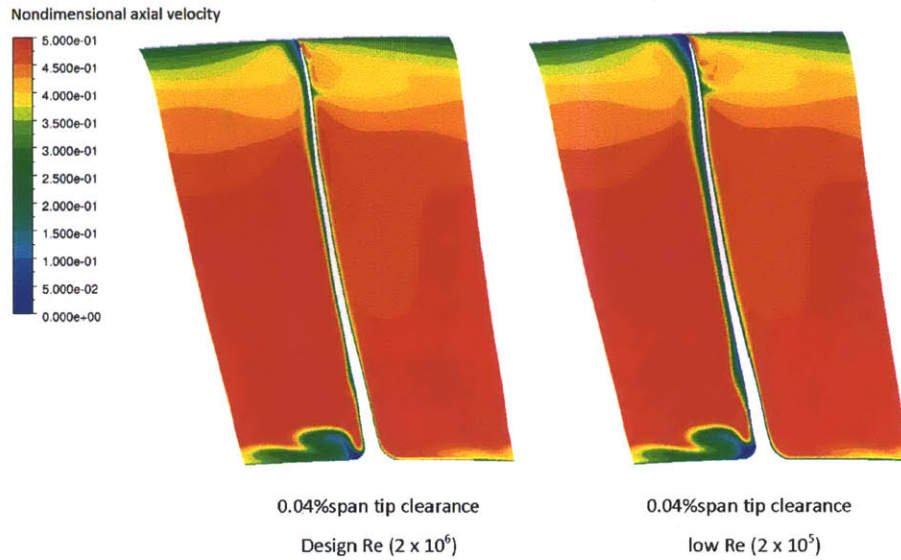 Nondimensional axial velocity
5.000e-01
4.500e-01
4.000e-01
3.500e-01
3.000e-01
2.500e-01
2.000e-01
1.500e-01
1.000e-01
5.000e-02
0.000e+00
0.04%span tip clearance
Design Re (2 x 10⁶)
0.04%span tip clearance
low Re (2 x 10⁵)